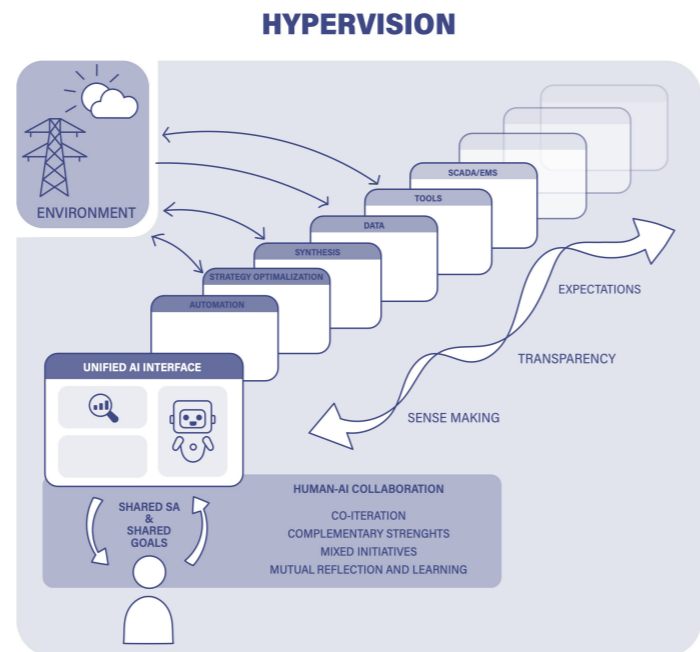 HYPERVISION
ENVIRONMENT
SCADA/EMS
TOOLS
DATA
SYNTHESIS
STRATEGY OPTIMALIZATION
AUTOMATION
UNIFIED AI INTERFACE
EXPECTATIONS
TRANSPARENCY
SENSE MAKING
SHARED SA
&
SHARED
GOALS
HUMAN-AI COLLABORATION
CO-ITERATION
COMPLEMENTARY STRENGHTS
MIXED INITIATIVES
MUTUAL REFLECTION AND LEARNING